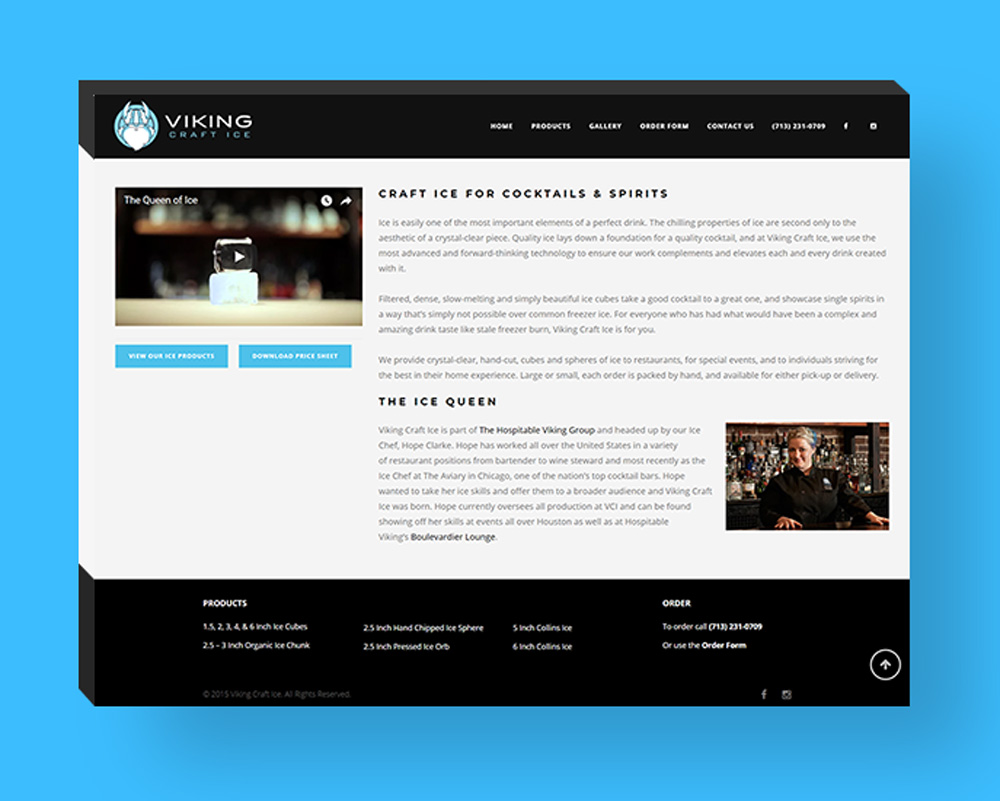 VIKING
CRAFT ICE
HOME PRODUCTS GALLERY ORDER FORM CONTACT US (713) 231-0709
The Queen of Ice
VIEW OUR ICE PRODUCTS DOWNLOAD PRICE SHEET
CRAFT ICE FOR COCKTAILS & SPIRITS
Ice is easily one of the most important elements of a perfect drink. The chilling properties of ice are second only to the
aesthetic of a crystal-clear piece. Quality ice lays down a foundation for a quality cocktail, and at Viking Craft Ice, we use the
most advanced and forward-thinking technology to ensure our work complements and elevates each and every drink created
with it.
Filtered, dense, slow-melting and simply beautiful ice cubes take a good cocktail to a great one, and showcase single spirits in
a way that's simply not possible over common freezer ice. For everyone who has had what would have been a complex and
amazing drink taste like stale freezer burn, Viking Craft Ice is for you.
We provide crystal-clear, hand-cut, cubes and spheres of ice to restaurants, for special events, and to individuals striving for
the best in their home experience. Large or small, each order is packed by hand, and available for either pick-up or delivery.
THE ICE QUEEN
Viking Craft Ice is part of The Hospitable Viking Group and headed up by our Ice
Chef, Hope Clarke. Hope has worked all over the United States in a variety
of restaurant positions from bartender to wine steward and most recently as the
Ice Chef at The Aviary in Chicago, one of the nation's top cocktail bars. Hope
wanted to take her ice skills and offer them to a broader audience and Viking Craft
Ice was born. Hope currently oversees all production at VCI and can be found
showing off her skills at events all over Houston as well as at Hospitable
Viking's Boulevardier Lounge.
PRODUCTS
1.5, 2, 3, 4, & 6 Inch Ice Cubes
2.5 – 3 Inch Organic Ice Chunk
2.5 Inch Hand Chipped Ice Sphere
2.5 Inch Pressed Ice Orb
5 Inch Collins Ice
6 Inch Collins Ice
ORDER
To order call (713) 231-0709
Or use the Order Form
© 2015 Viking Craft Ice. All Rights Reserved.